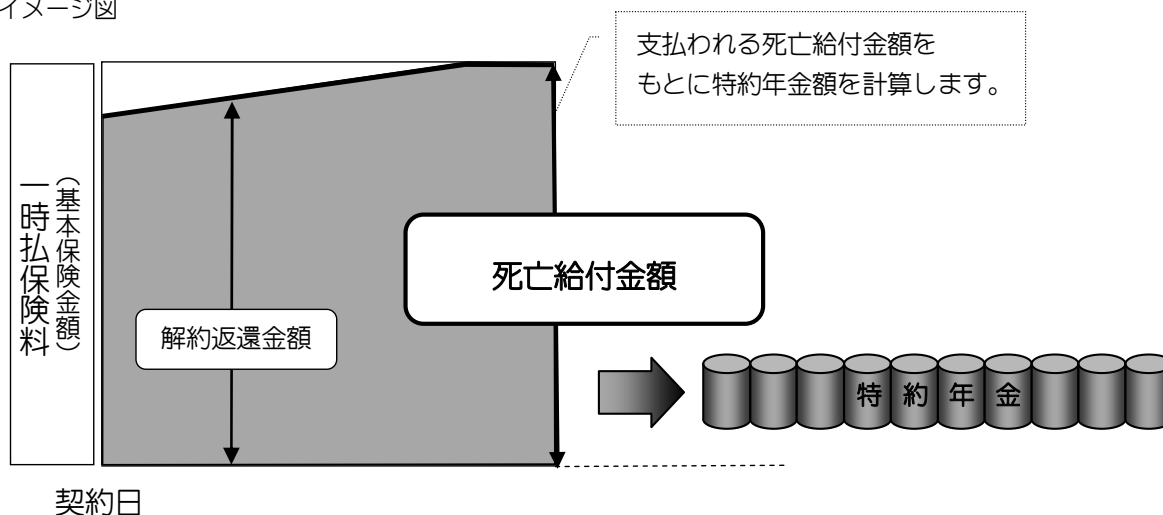 イメージ図
支払われる死亡給付金額を
もとに特約年金額を計算します。
一時払保険料
（基本保険金額）
死亡給付金額
解約返還金額
特約年金
契約日